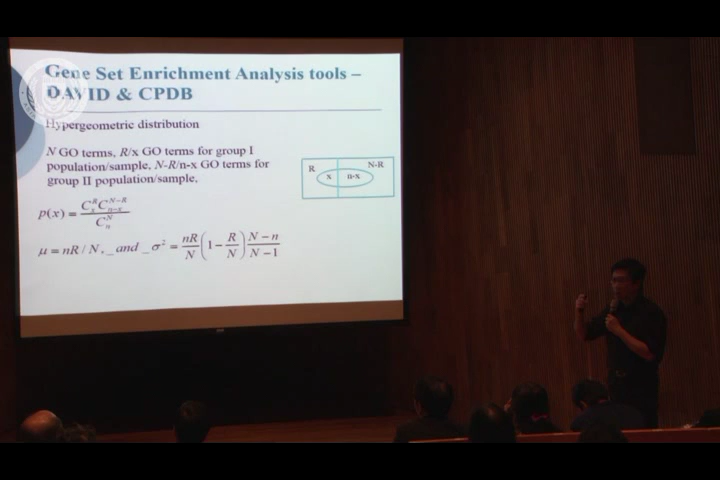 Gene Set Enrichment Analysis tools –
DAVID & CPDB
Hypergeometric distribution
N GO terms, R/x GO terms for group I
population/sample, N-R/n-x GO terms for
group II population/sample,
R
N-R
x
n-x
p(x) = C_x^R C_{n-x}^{N-R} / C_n^N
μ = nR / N, _and _σ² = nR/N (1 − R/N) N−n/N−1